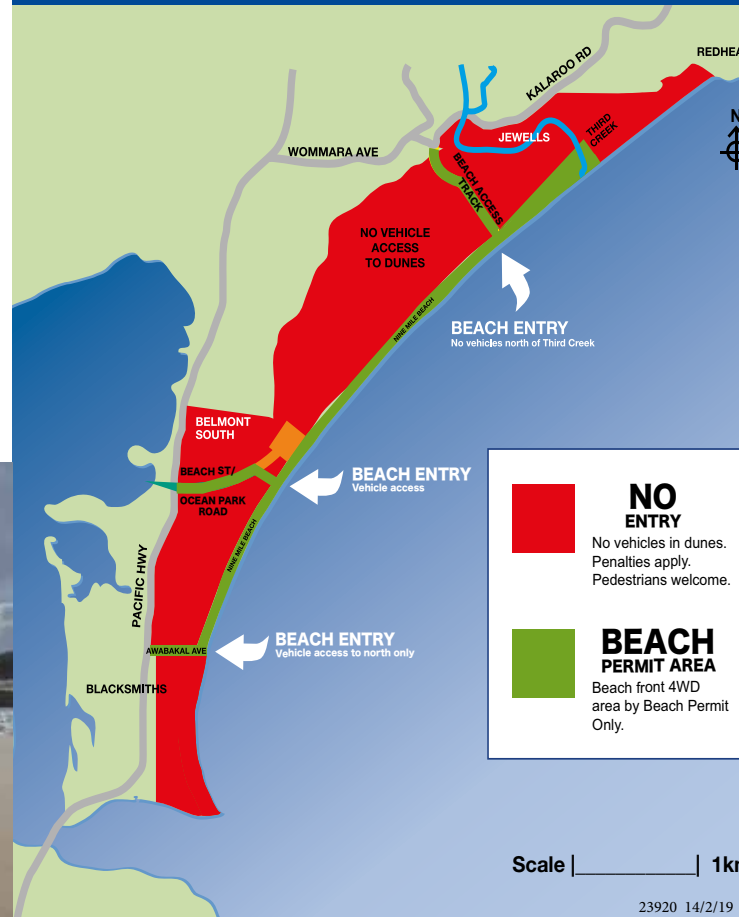 REDHEA
KALAROO RD
N
THIRD
CREEK
JEWELLS
WOMMARA AVE
BEACH ACCESS
TRACK
NO VEHICLE
ACCESS
TO DUNES
NINE MILE BEACH
BEACH ENTRY
No vehicles north of Third Creek
BELMONT
SOUTH
BEACH ST/
OCEAN PARK
ROAD
BEACH ENTRY
Vehicle access
NINE MILE BEACH
PACIFIC HWY
AWABAKAL AVE
BEACH ENTRY
Vehicle access to north only
BLACKSMITHS
NO
ENTRY
No vehicles in dunes.
Penalties apply.
Pedestrians welcome.
BEACH
PERMIT AREA
Beach front 4WD
area by Beach Permit
Only.
Scale |__________| 1km
23920 14/2/19